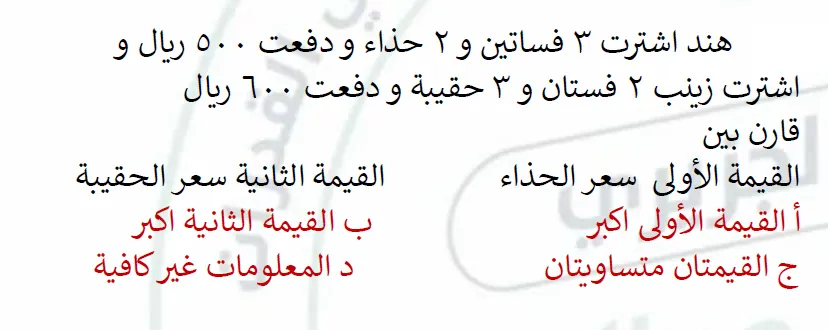 هند اشترت ٣ فساتين و ٢ حذاء و دفعت ٥٠٠ ريال و
اشترت زينب ٢ فستان و ٣ حقيبة و دفعت ٦٠٠ ريال
قارن بين
القيمة الأولى سعر الحذاء القيمة الثانية سعر الحقيبة
أ القيمة الأولى اكبر ب القيمة الثانية اكبر
ج القيمتان متساويتان د المعلومات غير كافية